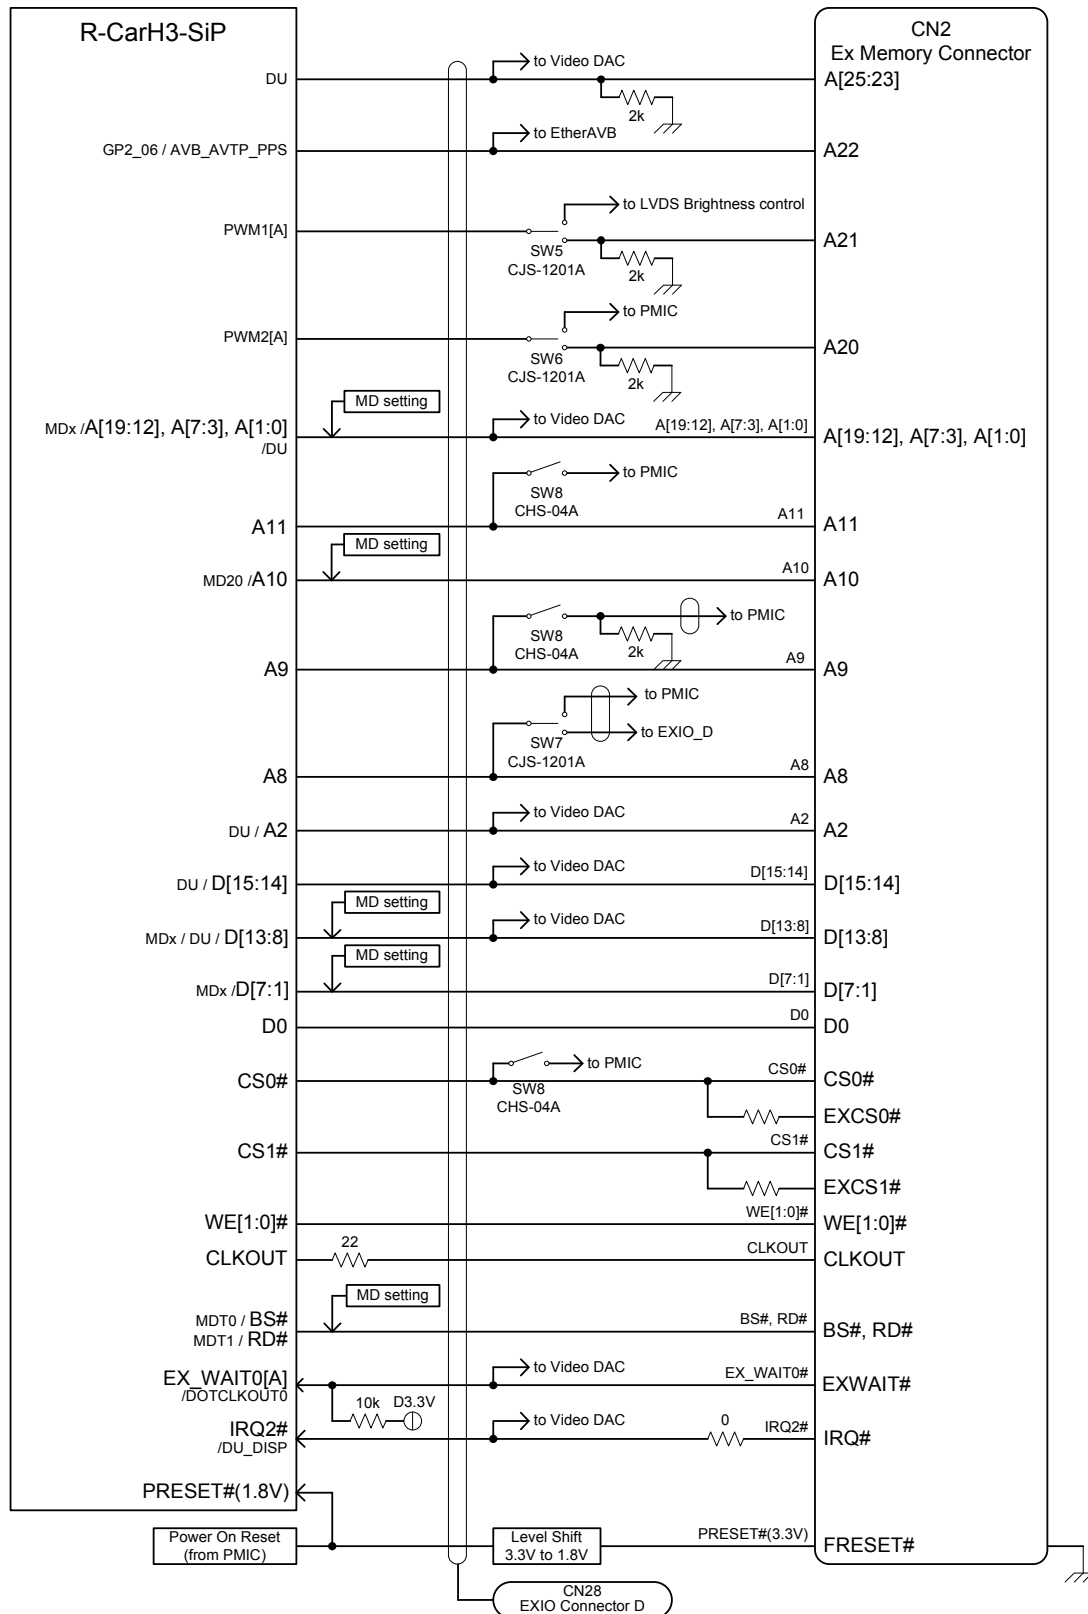 R-CarH3-SiP
CN2
Ex Memory Connector
to Video DAC
DU
A[25:23]
2k
to EtherAVB
GP2_06 / AVB_AVTP_PPS
A22
to LVDS Brightness control
PWM1[A]
A21
SW5
CJS-1201A
2k
to PMIC
PWM2[A]
A20
SW6
CJS-1201A
2k
MD setting
to Video DAC
MDx /A[19:12], A[7:3], A[1:0]
/DU
A[19:12], A[7:3], A[1:0]
A[19:12], A[7:3], A[1:0]
to PMIC
SW8
CHS-04A
A11
A11
A11
MD setting
MD20 /A10
A10
A10
to PMIC
SW8
CHS-04A
2k
A9
A9
A9
to PMIC
to EXIO_D
SW7
CJS-1201A
A8
A8
A8
to Video DAC
DU / A2
A2
A2
to Video DAC
DU / D[15:14]
D[15:14]
D[15:14]
MD setting
to Video DAC
MDx / DU / D[13:8]
D[13:8]
D[13:8]
MD setting
MDx /D[7:1]
D[7:1]
D[7:1]
D0
D0
D0
to PMIC
CS0#
SW8
CHS-04A
CS0#
CS0#
EXCS0#
CS1#
CS1#
CS1#
EXCS1#
WE[1:0]#
WE[1:0]#
WE[1:0]#
CLKOUT
22
CLKOUT
CLKOUT
MD setting
MDT0 / BS#
MDT1 / RD#
BS#, RD#
BS#, RD#
to Video DAC
EX_WAIT0[A]
/DOTCLKOUT0
EX_WAIT0#
EXWAIT#
10k
D3.3V
to Video DAC
IRQ2#
/DU_DISP
0
IRQ2#
IRQ#
PRESET#(1.8V)
Power On Reset
(from PMIC)
Level Shift
3.3V to 1.8V
PRESET#(3.3V)
FRESET#
CN28
EXIO Connector D